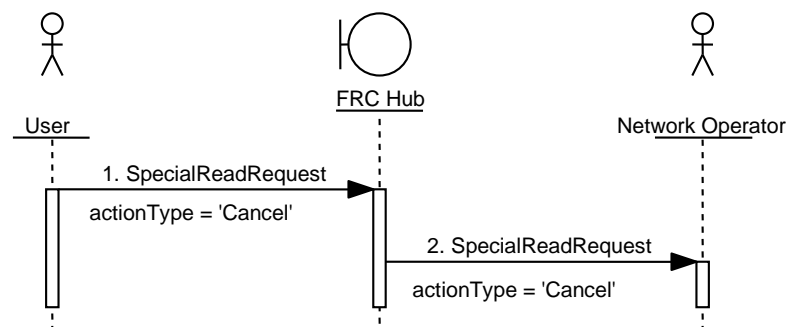 FRC Hub
User
Network Operator
1. SpecialReadRequest
actionType = 'Cancel'
2. SpecialReadRequest
actionType = 'Cancel'